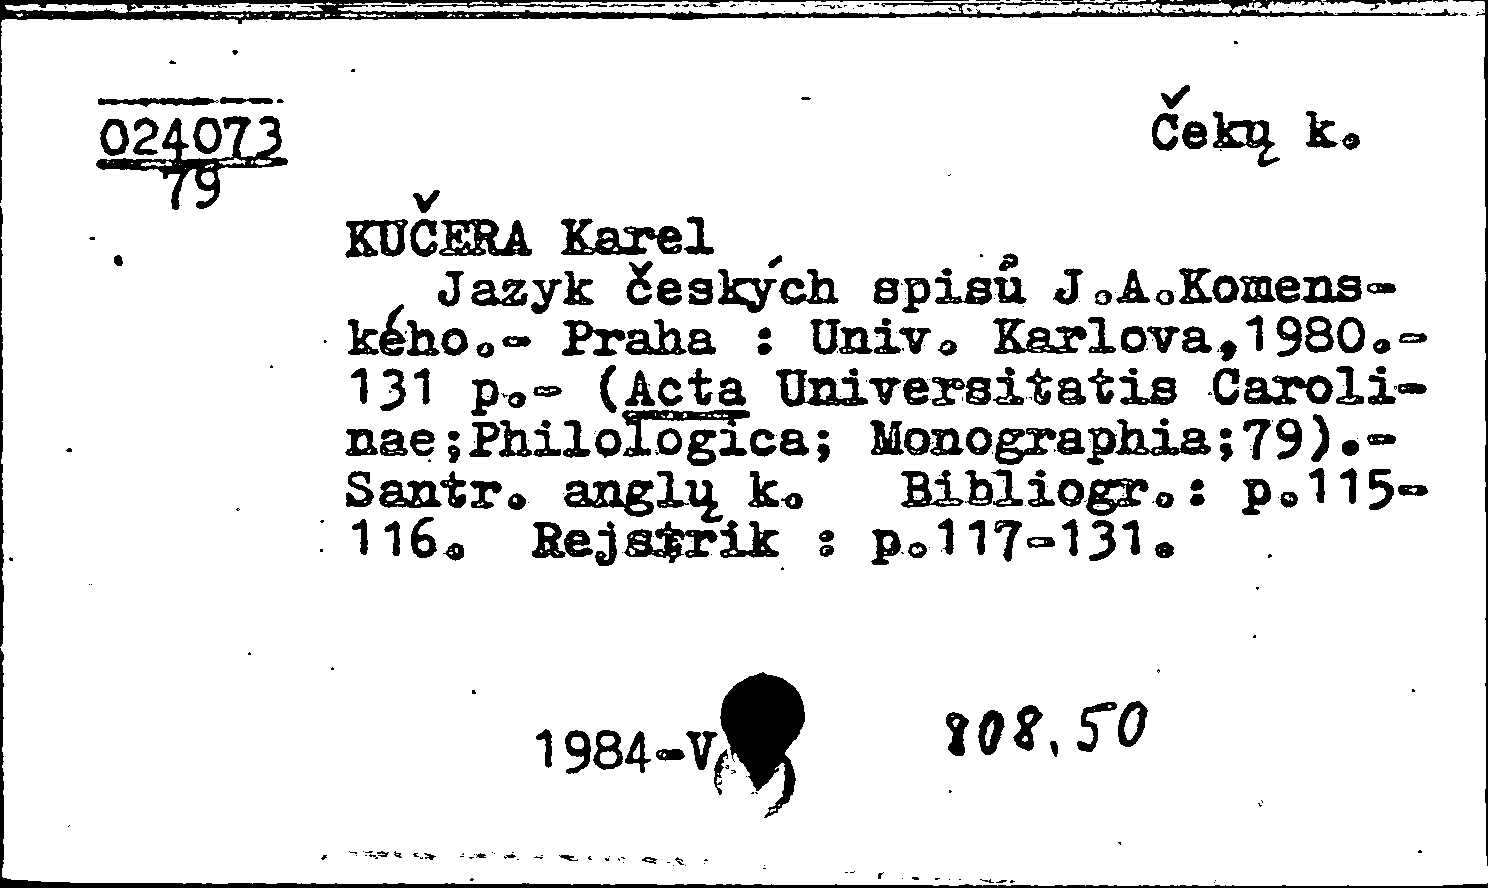 024073
79
Čekų k.
KUČERA Karel
Jazyk českých spisů J.A.Komens-
kého.- Praha : Univ. Karlova,1980.-
131 p.- (Acta Universitatis Caroli-
nae;Philologica; Monographia;79).-
Santr. anglų k. Bibliogr.: p.115-
116. Rejstrik : p.117-131.
1984-V
808.50